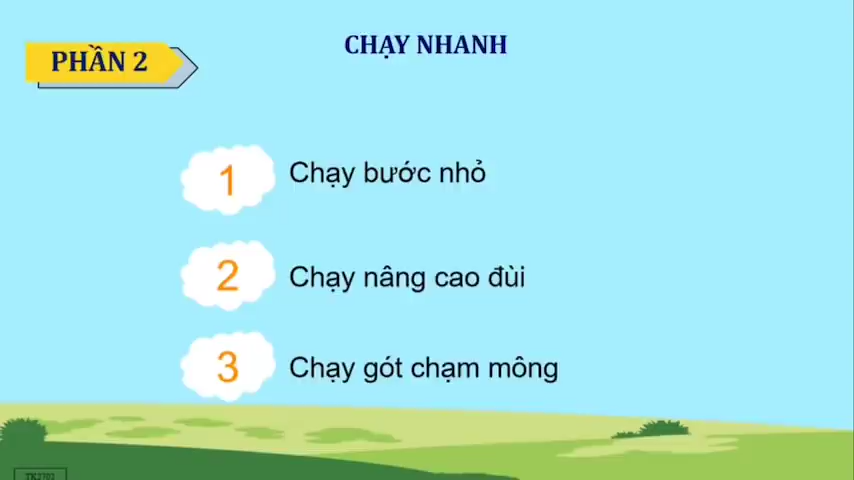 CHẠY NHANH
PHẦN 2
1 Chạy bước nhỏ
2 Chạy nâng cao đùi
3 Chạy gót chạm mông